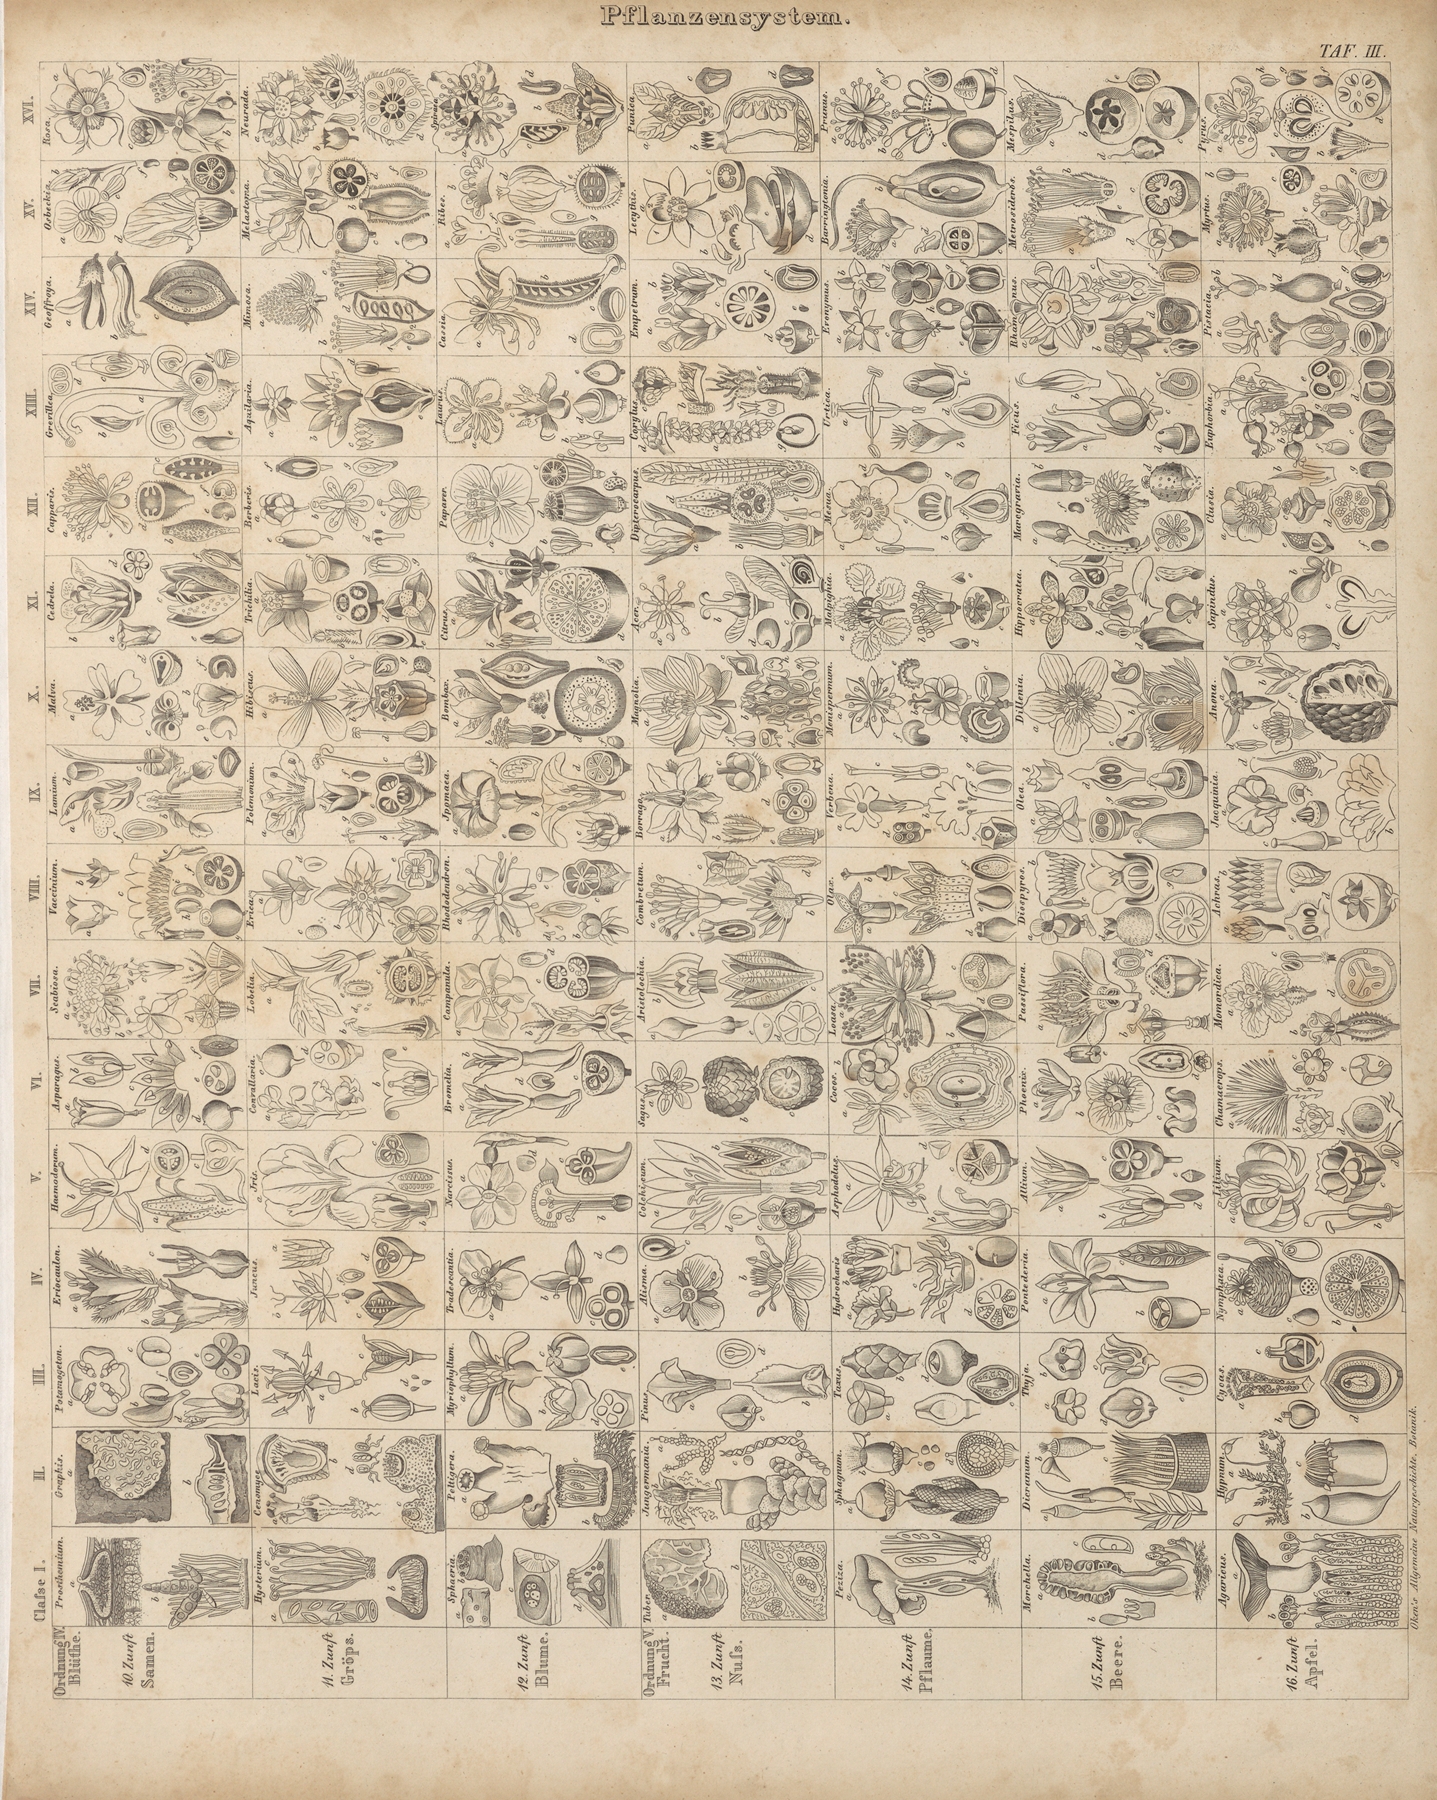 Pflanzensystem.
TAF. III.
Classe I. II. III. IV. V. VI. VII. VIII. IX. X. XI. XII. XIII. XIV. XV. XVI.
Ordnung IV.
Blüthe.
10. Zunft
Samen.
Prosthemium. Graphis. Potamogeton. Eriocaulon. Haemodorum. Asparagus. Scabiosa. Vaccinium. Lamium. Malva. Cedrela. Capparis. Grevillea. Geoffroya. Osbeckia. Rosa.
11. Zunft
Gröps.
Hysterium. Cenomyce. Lacis. Juncus. Iris. Convallaria. Lobelia. Erica. Polemonium. Hibiscus. Trichilia. Berberis. Aquilaria. Mimosa. Melastoma. Neurada.
12. Zunft
Blume.
Sphaeria. Peltigera. Myriophyllum. Tradescantia. Narcissus. Bromelia. Campanula. Rhododendron. Ipomaea. Bombax. Citrus. Papaver. Laurus. Cassia. Ribes. Spiraea.
Ordnung V.
Frucht.
13. Zunft
Nuſs.
Tuber. Jungermania. Pinus. Alisma. Colchicum. Sagus. Aristolochia. Combretum. Borrago. Magnolia. Acer. Dipterocarpus. Corylus. Empetrum. Lecythis. Punica.
14. Zunft
Pflaume.
Peziza. Sphagnum. Taxus. Hydrocharis Asphodelus. Cocos. Loasa. Olax. Verbena. Menispermum. Malpighia. Mesua. Urtica. Evonymus. Barringtonia. Prunus.
15. Zunft
Beere.
Morchella. Dicranum. Thyja. Pontederia. Allium. Phoenix. Passiflora. Diospyros. Olea. Dillenia. Hippocratea. Marcgraria. Ficus. Rhamnus. Metrosideros. Mespilus.
16. Zunft
Apfel.
Agaricus. Hypnum. Cycas. Nymphaea. Lilium. Chamaerops. Momordica. Achras. Jacquinia. Anona. Sapindus. Clusia. Euphorbia. Pistacia. Myrtus. Pyrus.
Oken's Allgemeine Naturgeschichte, Botanik.